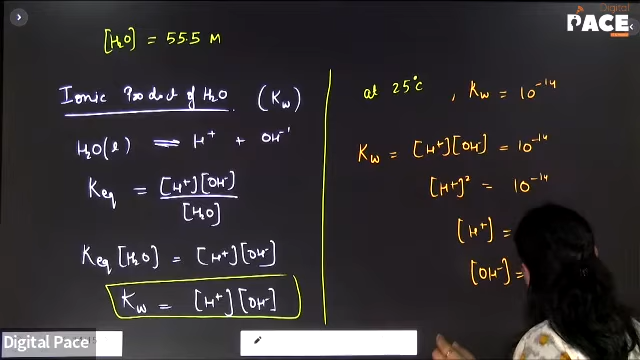 Digital
PACE
[H2O] = 55.5 M
Ionic Product of H2O (Kw)
H2O(l) ⇌ H+ + OH-
Keq = [H+][OH-]
[H2O]
Keq [H2O] = [H+][OH-]
Kw = [H+][OH-]
at 25°C , Kw = 10-14
Kw = [H+][OH-] = 10-14
[H+]2 = 10-14
[H+] =
[OH-] =
Digital Pace